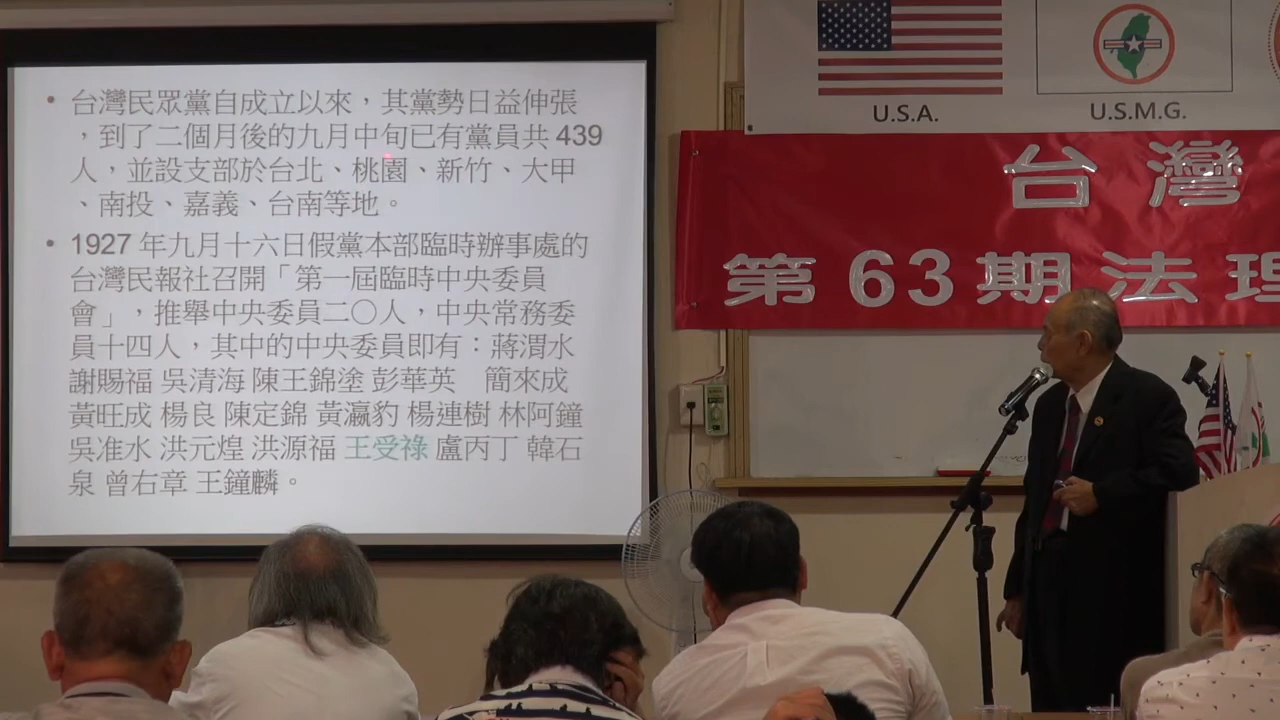 • 台灣民眾黨自成立以來，其黨勢日益伸張
，到了二個月後的九月中旬已有黨員共 439
人，並設支部於台北、桃園、新竹、大甲
、南投、嘉義、台南等地。
• 1927 年九月十六日假黨本部臨時辦事處的
台灣民報社召開「第一屆臨時中央委員
會」，推舉中央委員二〇人，中央常務委
員十四人，其中的中央委員即有：蔣渭水
謝賜福 吳清海 陳王錦塗 彭華英　簡來成
黃旺成 楊良 陳定錦 黃瀛豹 楊連樹 林阿鐘
吳准水 洪元煌 洪源福 王受祿 盧丙丁 韓石
泉 曾右章 王鐘麟。
U.S.A.
U.S.M.G.
台灣
第63期法理